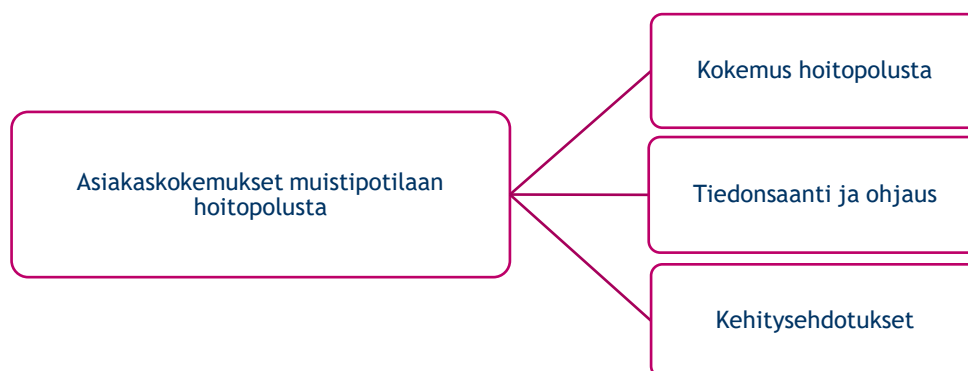 Asiakaskokemukset muistipotilaan
hoitopolusta
Kokemus hoitopolusta
Tiedonsaanti ja ohjaus
Kehitysehdotukset